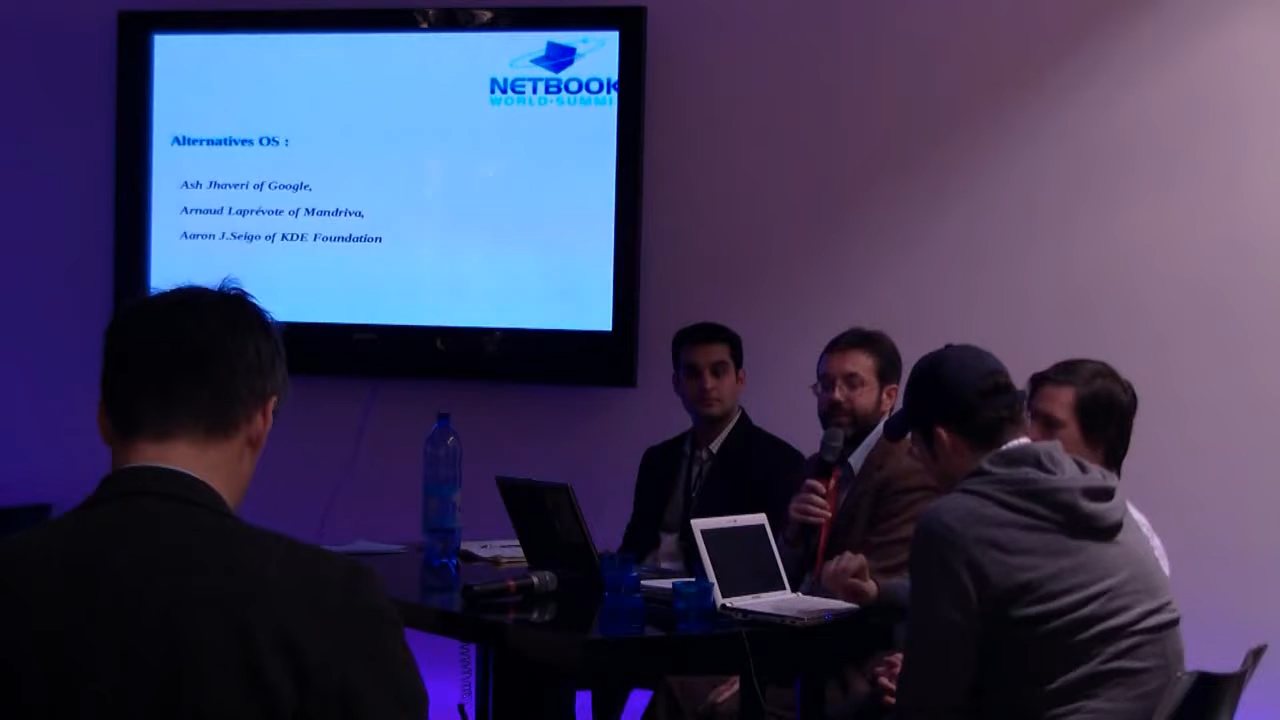 NETBOOK
WORLD·SUMMI
Alternatives OS :
Ash Jhaveri of Google,
Arnaud Laprévote of Mandriva,
Aaron J.Seigo of KDE Foundation